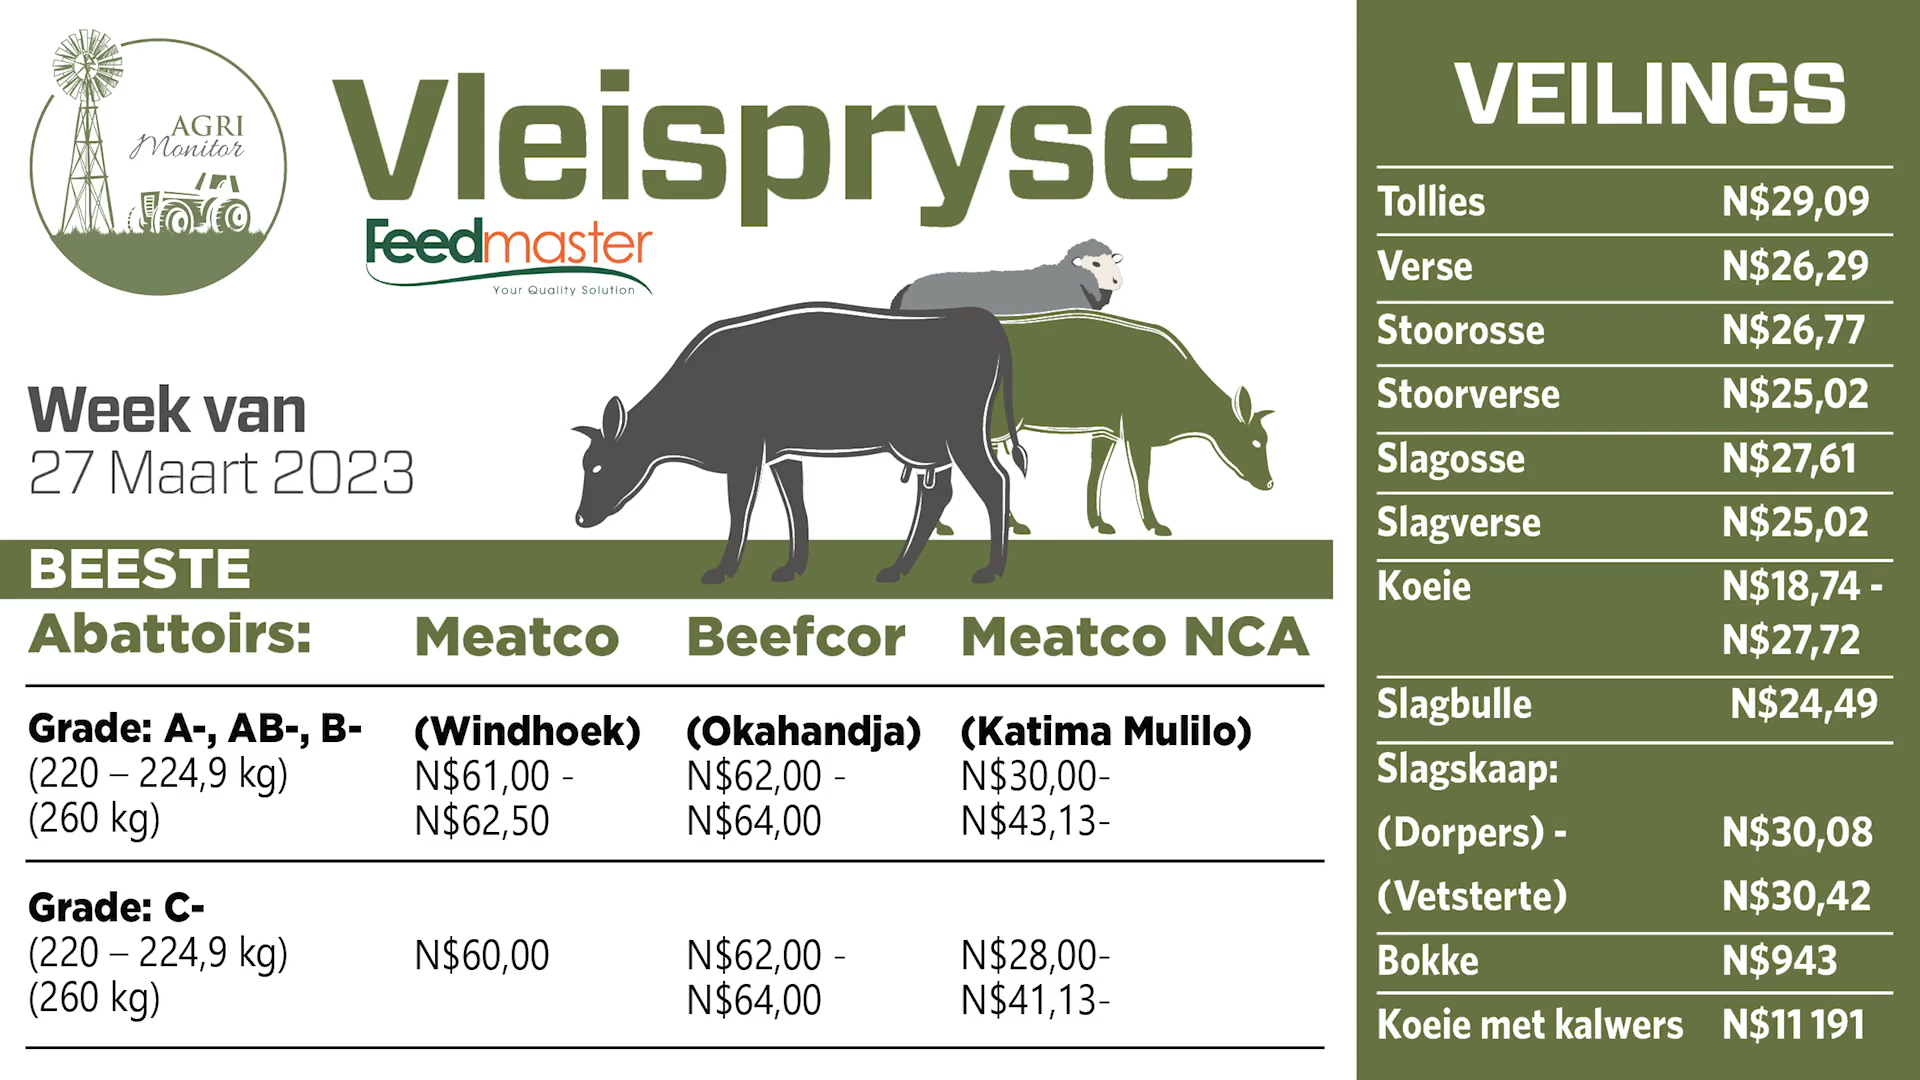 AGRI
Monitor
Vleispryse
Feedmaster
Your Quality Solution
Week van
27 Maart 2023
BEESTE
Abattoirs: Meatco Beefcor Meatco NCA
Grade: A-, AB-, B- (Windhoek) (Okahandja) (Katima Mulilo)
(220 – 224,9 kg) N$61,00 - N$62,00 - N$30,00-
(260 kg) N$62,50 N$64,00 N$43,13-
Grade: C-
(220 – 224,9 kg) N$60,00 N$62,00 - N$28,00-
(260 kg) N$64,00 N$41,13-
VEILINGS
Tollies N$29,09
Verse N$26,29
Stoorosse N$26,77
Stoorverse N$25,02
Slagosse N$27,61
Slagverse N$25,02
Koeie N$18,74 -
N$27,72
Slagbulle N$24,49
Slagskaap:
(Dorpers) - N$30,08
(Vetsterte) N$30,42
Bokke N$943
Koeie met kalwers N$11 191